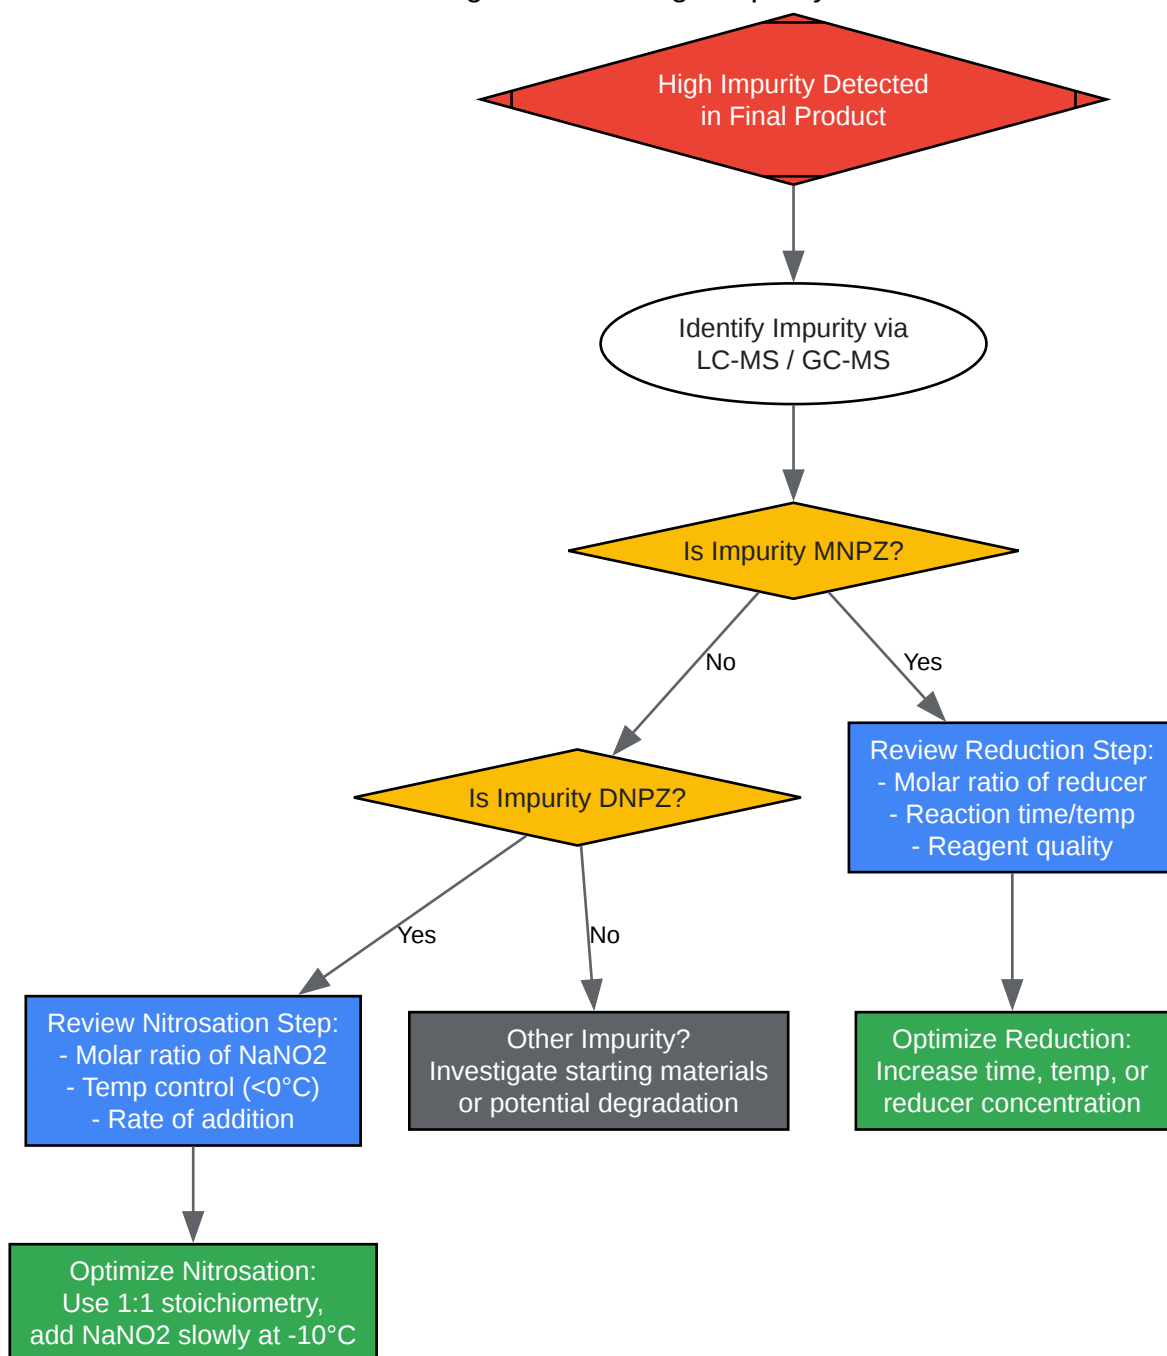 High Impurity Detected
in Final Product
Identify Impurity via
LC-MS / GC-MS
Is Impurity MNPZ?
No
Yes
Is Impurity DNPZ?
Review Reduction Step:
- Molar ratio of reducer
- Reaction time/temp
- Reagent quality
Yes
No
Review Nitrosation Step:
- Molar ratio of NaNO2
- Temp control (<0°C)
- Rate of addition
Other Impurity?
Investigate starting materials
or potential degradation
Optimize Reduction:
Increase time, temp, or
reducer concentration
Optimize Nitrosation:
Use 1:1 stoichiometry,
add NaNO2 slowly at -10°C